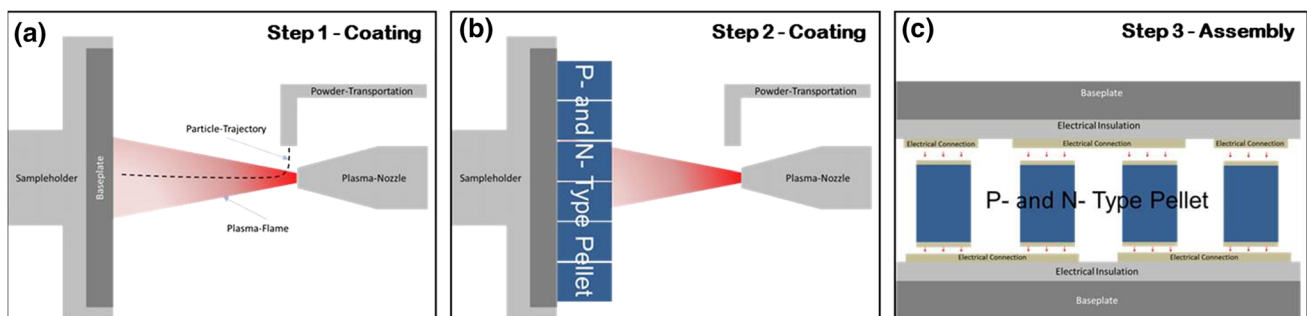 (a)
Step 1 - Coating
Powder-Transportation
Particle-Trajectory
Sampleholder
Baseplate
Plasma-Nozzle
Plasma-Flame
(b)
Step 2 - Coating
Powder-Transportation
Sampleholder
P- and N- Type Pellet
Plasma-Nozzle
(c)
Step 3 - Assembly
Baseplate
Electrical Insulation
Electrical Connection
Electrical Connection
Electrical Connection
P- and N- Type Pellet
Electrical Connection
Electrical Connection
Electrical Insulation
Baseplate